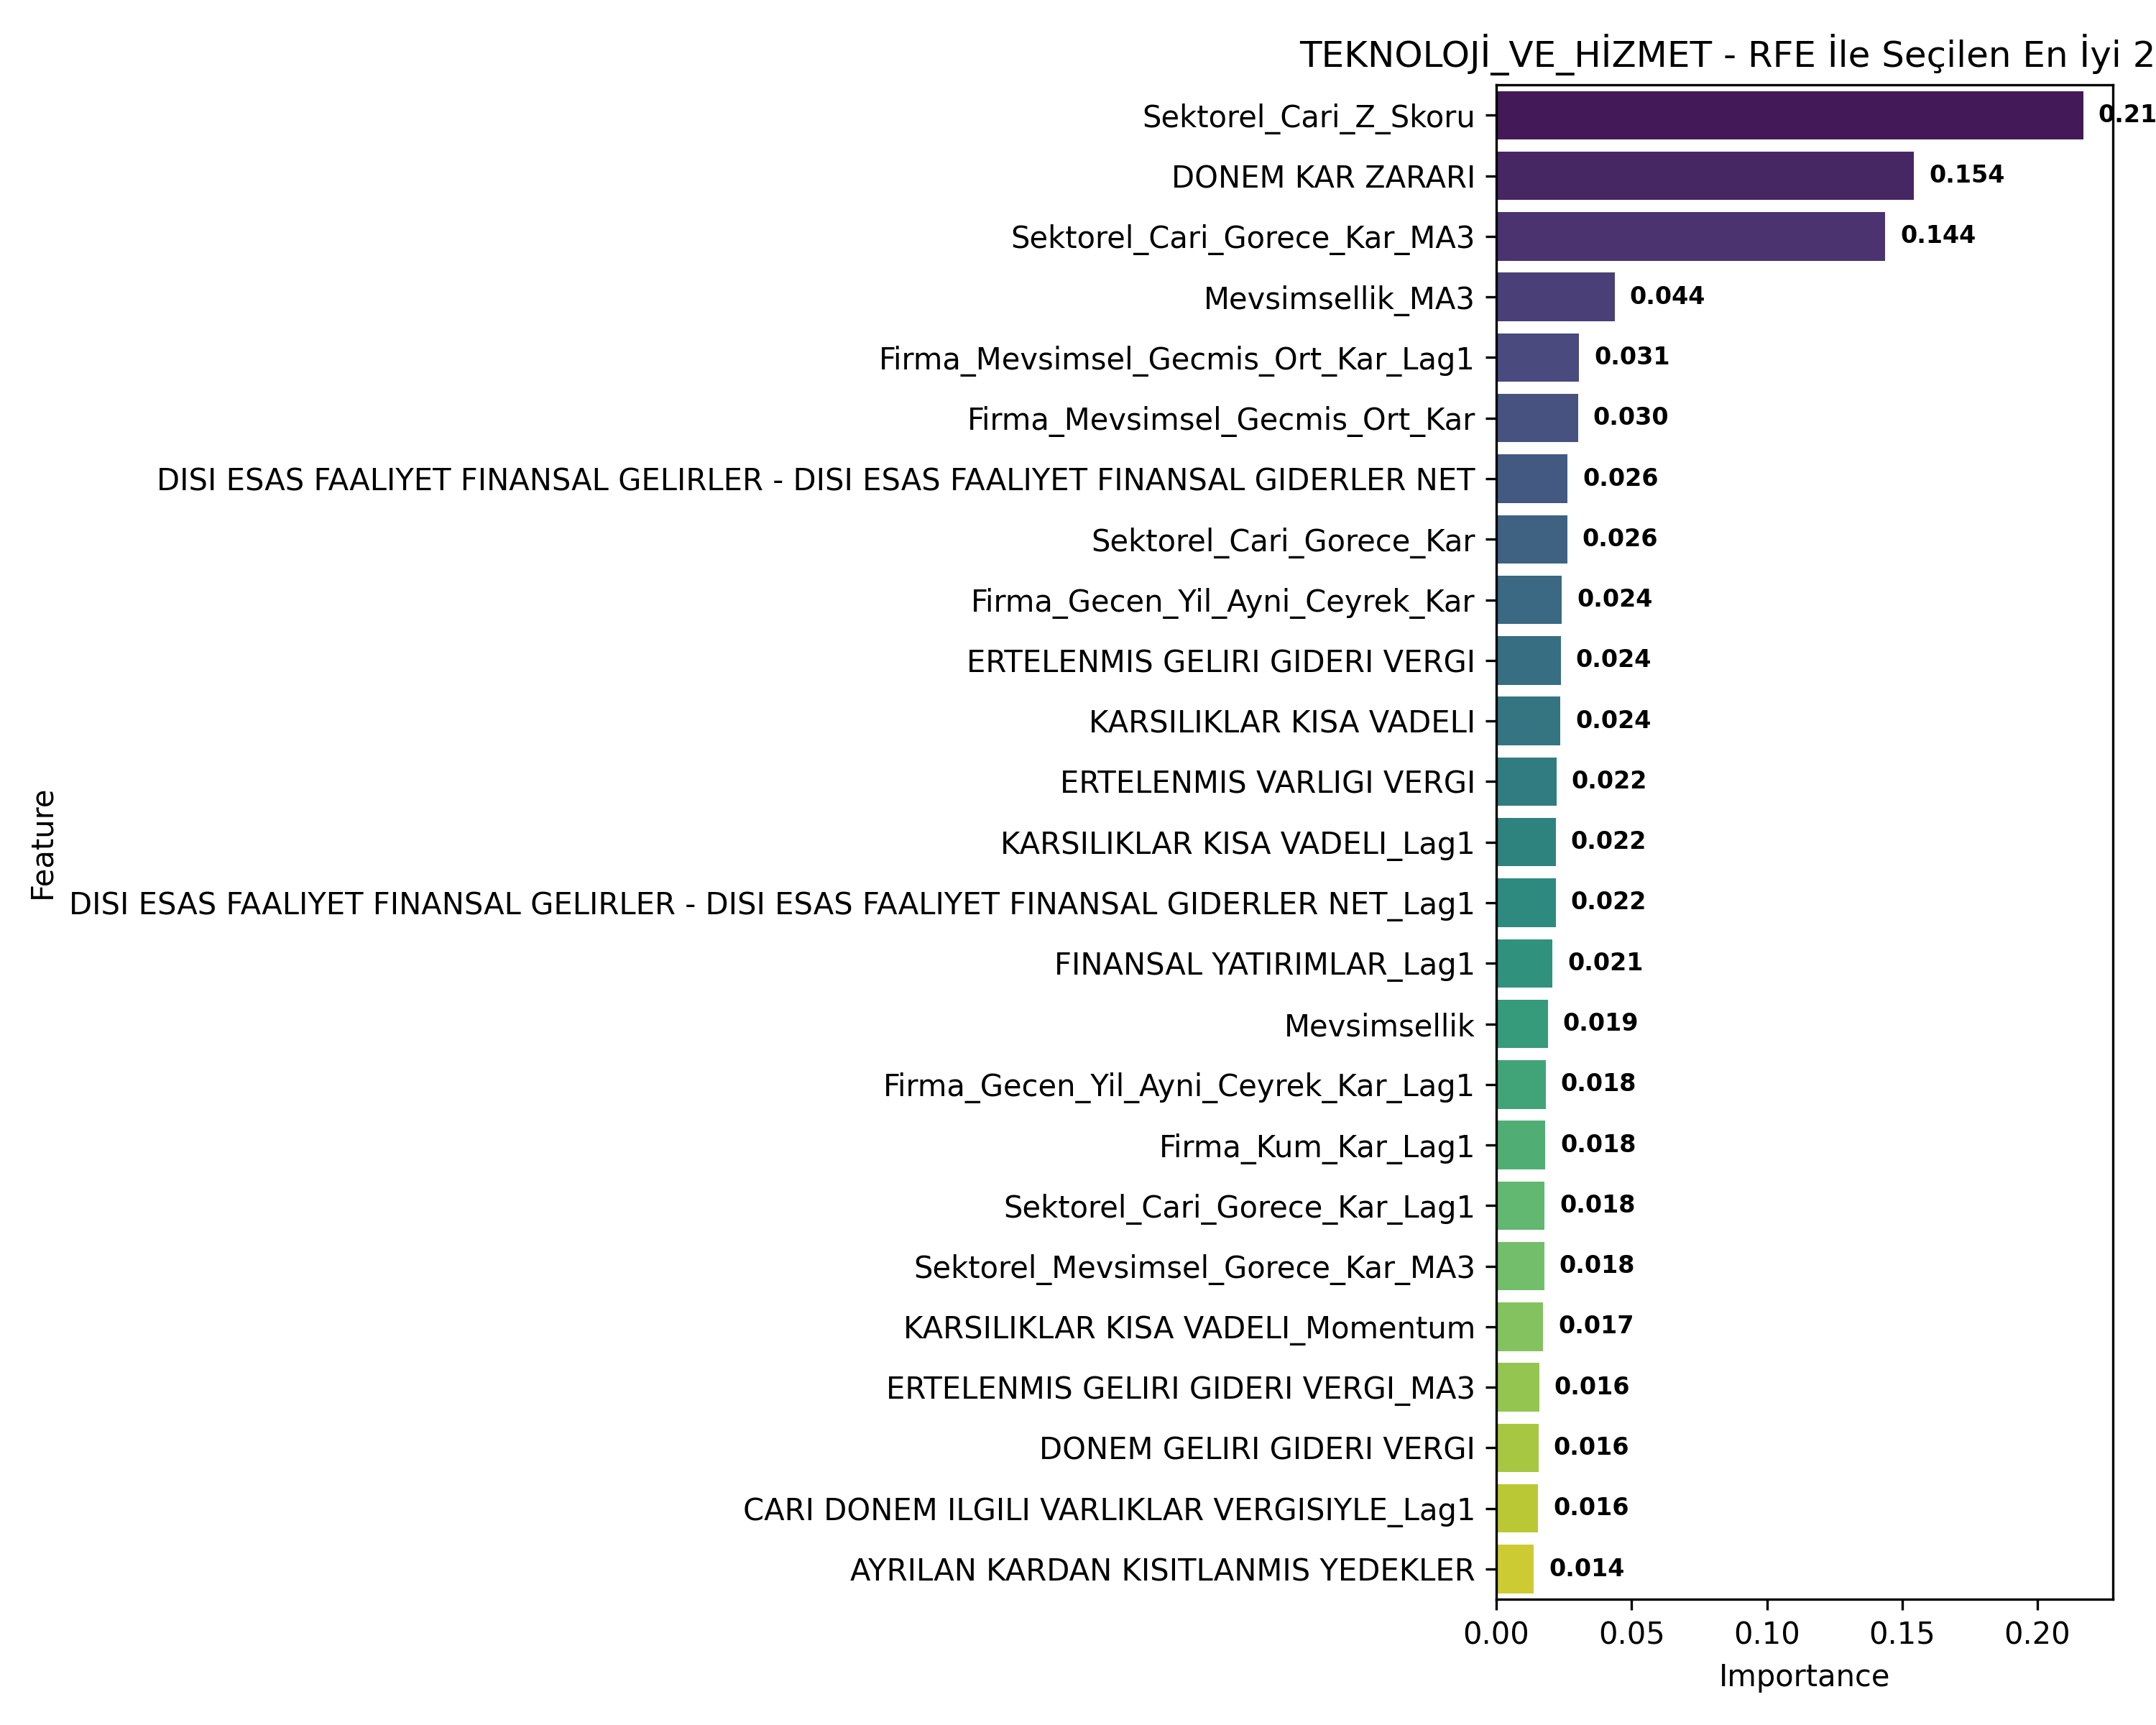 TEKNOLOJİ_VE_HİZMET - RFE İle Seçilen En İyi 2
Sektorel_Cari_Z_Skoru 0.21
DONEM KAR ZARARI 0.154
Sektorel_Cari_Gorece_Kar_MA3 0.144
Mevsimsellik_MA3 0.044
Firma_Mevsimsel_Gecmis_Ort_Kar_Lag1 0.031
Firma_Mevsimsel_Gecmis_Ort_Kar 0.030
DISI ESAS FAALIYET FINANSAL GELIRLER - DISI ESAS FAALIYET FINANSAL GIDERLER NET 0.026
Sektorel_Cari_Gorece_Kar 0.026
Firma_Gecen_Yil_Ayni_Ceyrek_Kar 0.024
ERTELENMIS GELIRI GIDERI VERGI 0.024
KARSILIKLAR KISA VADELI 0.024
ERTELENMIS VARLIGI VERGI 0.022
KARSILIKLAR KISA VADELI_Lag1 0.022
DISI ESAS FAALIYET FINANSAL GELIRLER - DISI ESAS FAALIYET FINANSAL GIDERLER NET_Lag1 0.022
FINANSAL YATIRIMLAR_Lag1 0.021
Mevsimsellik 0.019
Firma_Gecen_Yil_Ayni_Ceyrek_Kar_Lag1 0.018
Firma_Kum_Kar_Lag1 0.018
Sektorel_Cari_Gorece_Kar_Lag1 0.018
Sektorel_Mevsimsel_Gorece_Kar_MA3 0.018
KARSILIKLAR KISA VADELI_Momentum 0.017
ERTELENMIS GELIRI GIDERI VERGI_MA3 0.016
DONEM GELIRI GIDERI VERGI 0.016
CARI DONEM ILGILI VARLIKLAR VERGISIYLE_Lag1 0.016
AYRILAN KARDAN KISITLANMIS YEDEKLER 0.014
Feature
0.00 0.05 0.10 0.15 0.20
Importance